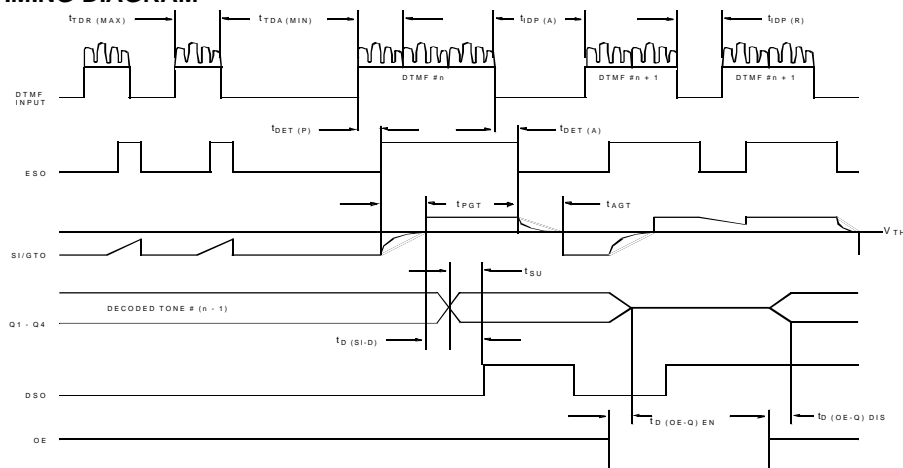 TIMING DIAGRAM
tTDR (MAX) tTDA (MIN) tIDP (A) tIDP (R)
DTMF #n DTMF #n + 1 DTMF #n + 1
DTMF
INPUT
tDET (P) tDET (A)
ESO
tPGT tAGT
VTH
SI/GTO
tSU
DECODED TONE # (n - 1)
Q1 - Q4
tD (SI-D)
DSO
tD (OE-Q) EN tD (OE-Q) DIS
OE